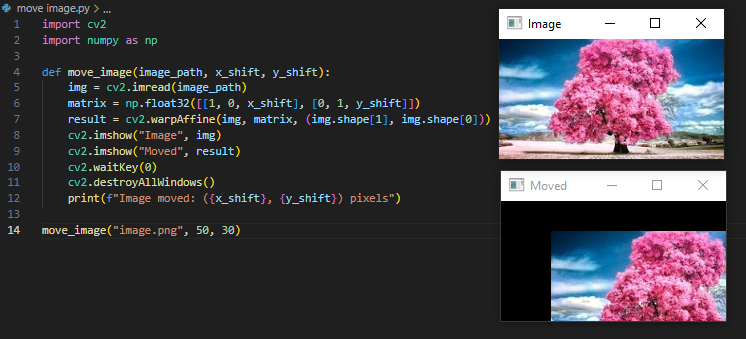 move image.py > ...
1 import cv2
2 import numpy as np
3
4 def move_image(image_path, x_shift, y_shift):
5     img = cv2.imread(image_path)
6     matrix = np.float32([[1, 0, x_shift], [0, 1, y_shift]])
7     result = cv2.warpAffine(img, matrix, (img.shape[1], img.shape[0]))
8     cv2.imshow("Image", img)
9     cv2.imshow("Moved", result)
10     cv2.waitKey(0)
11     cv2.destroyAllWindows()
12     print(f"Image moved: ({x_shift}, {y_shift}) pixels")
13
14 move_image("image.png", 50, 30)
Image
Moved